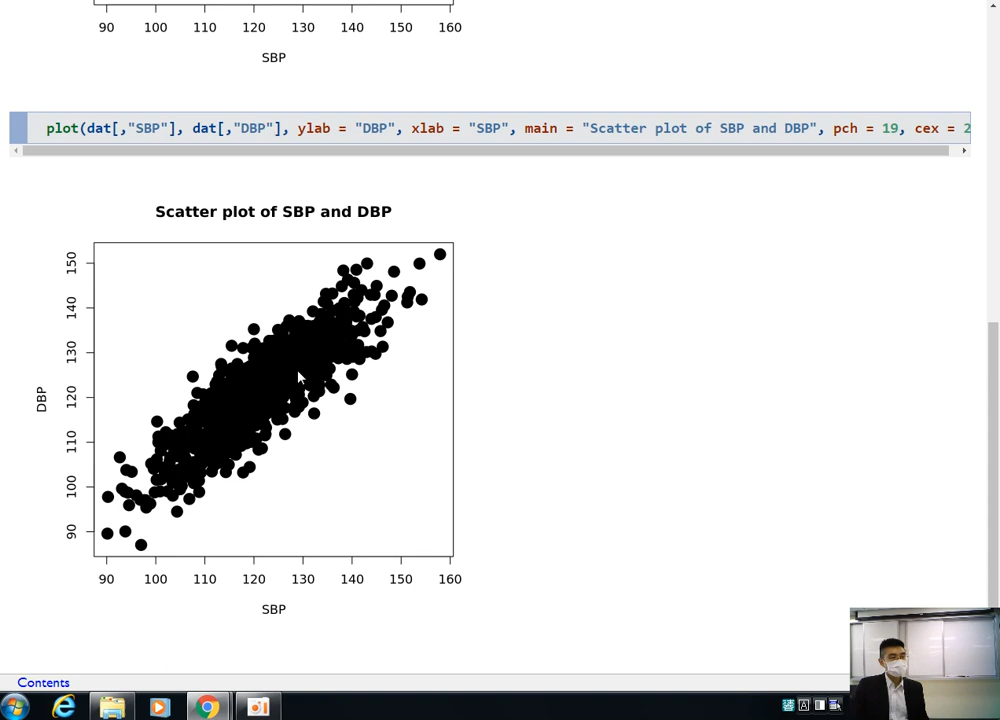 90 100 110 120 130 140 150 160
SBP
plot(dat[,"SBP"], dat[,"DBP"], ylab = "DBP", xlab = "SBP", main = "Scatter plot of SBP and DBP", pch = 19, cex = 2
Scatter plot of SBP and DBP
150
140
130
120
110
100
90
DBP
90 100 110 120 130 140 150 160
SBP
Contents
A